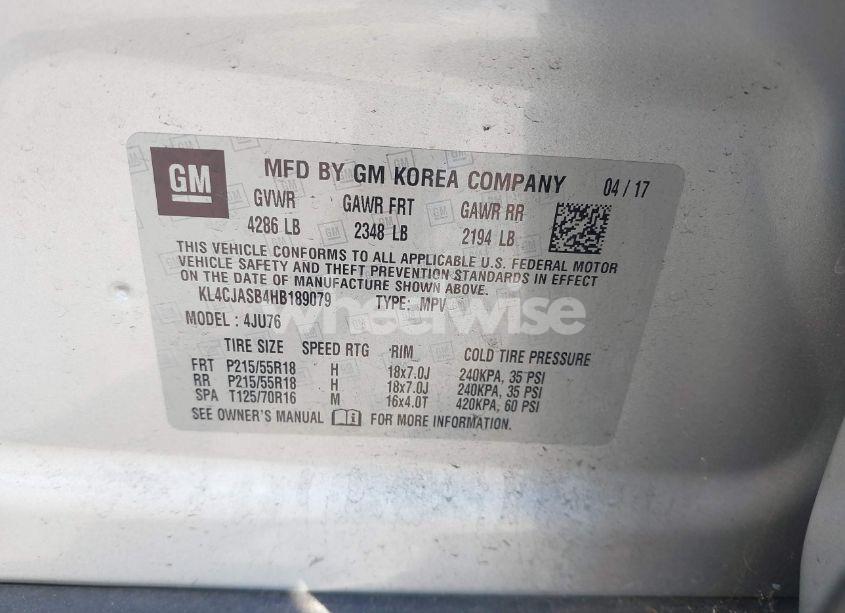 GM MFD BY GM KOREA COMPANY 04 / 17
GVWR GAWR FRT GAWR RR
4286 LB 2348 LB 2194 LB
THIS VEHICLE CONFORMS TO ALL APPLICABLE U.S. FEDERAL MOTOR
VEHICLE SAFETY AND THEFT PREVENTION STANDARDS IN EFFECT
ON THE DATE OF MANUFACTURE SHOWN ABOVE.
KL4CJASB4HB189079 TYPE: MPV
wheelwise
MODEL : 4JU76
TIRE SIZE SPEED RTG RIM COLD TIRE PRESSURE
FRT P215/55R18 H 18x7.0J 240KPA, 35 PSI
RR P215/55R18 H 18x7.0J 240KPA, 35 PSI
SPA T125/70R16 M 16x4.0T 420KPA, 60 PSI
SEE OWNER'S MANUAL FOR MORE INFORMATION.